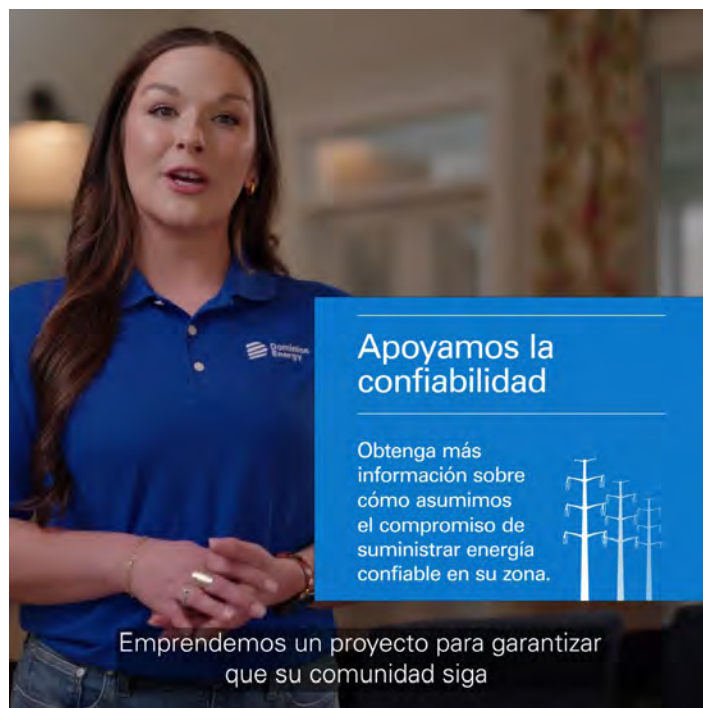 Dominion
Energy
Apoyamos la
confiabilidad
Obtenga más
información sobre
cómo asumimos
el compromiso de
suministrar energía
confiable en su zona.
Emprendemos un proyecto para garantizar
que su comunidad siga